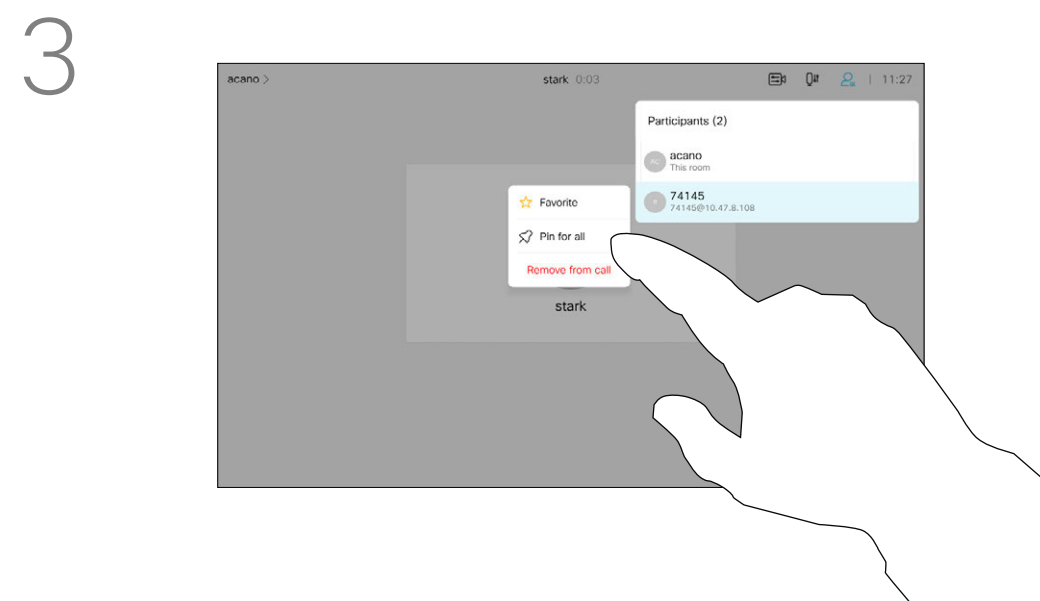 3
acano >
stark 0:03
11:27
Participants (2)
AC
acano
This room
74145
74145@10.47.8.108
Favorite
Pin for all
Remove from call
stark